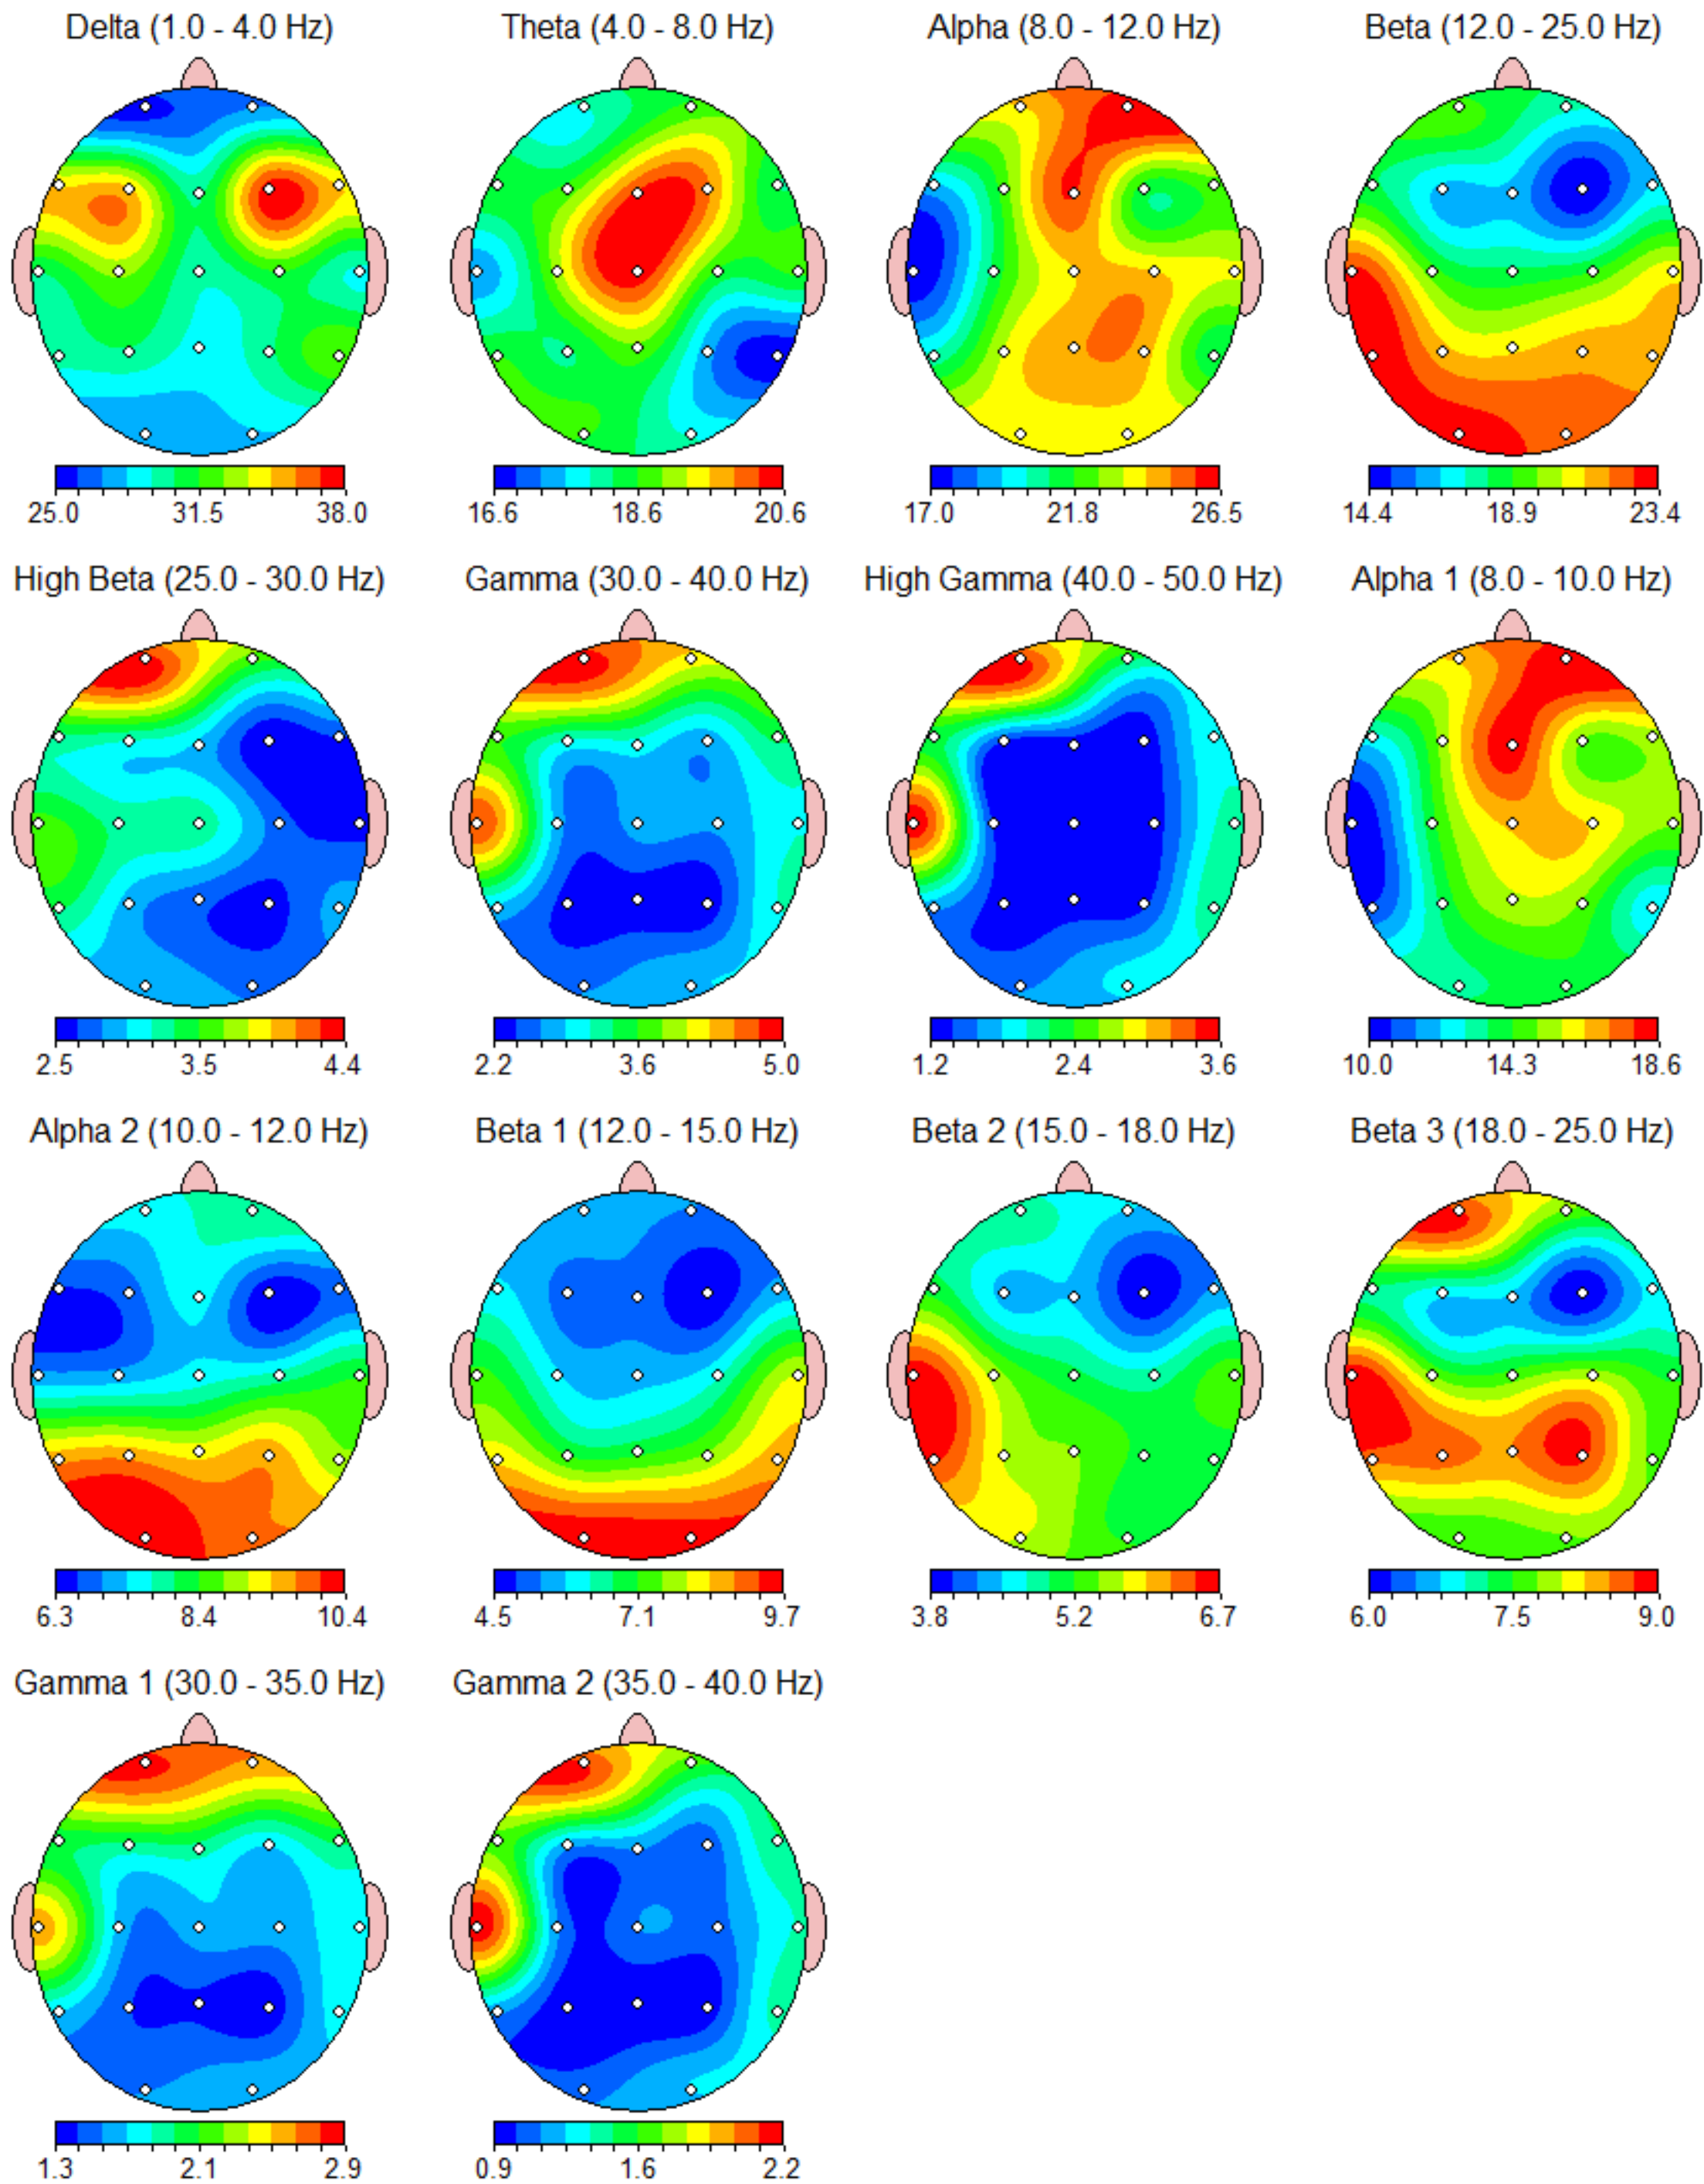 Delta (1.0 - 4.0 Hz) Theta (4.0 - 8.0 Hz) Alpha (8.0 - 12.0 Hz) Beta (12.0 - 25.0 Hz)
25.0 31.5 38.0 16.6 18.6 20.6 17.0 21.8 26.5 14.4 18.9 23.4
High Beta (25.0 - 30.0 Hz) Gamma (30.0 - 40.0 Hz) High Gamma (40.0 - 50.0 Hz) Alpha 1 (8.0 - 10.0 Hz)
2.5 3.5 4.4 2.2 3.6 5.0 1.2 2.4 3.6 10.0 14.3 18.6
Alpha 2 (10.0 - 12.0 Hz) Beta 1 (12.0 - 15.0 Hz) Beta 2 (15.0 - 18.0 Hz) Beta 3 (18.0 - 25.0 Hz)
6.3 8.4 10.4 4.5 7.1 9.7 3.8 5.2 6.7 6.0 7.5 9.0
Gamma 1 (30.0 - 35.0 Hz) Gamma 2 (35.0 - 40.0 Hz)
1.3 2.1 2.9 0.9 1.6 2.2